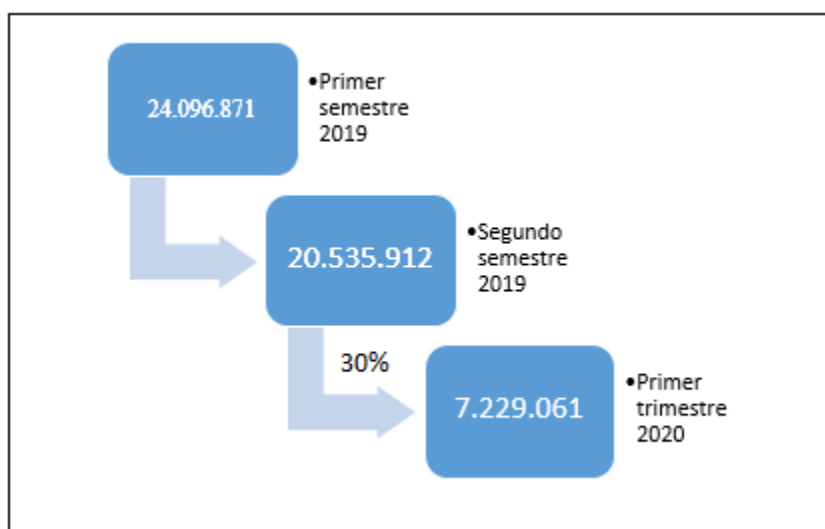 24.096.871
•Primer
semestre
2019
20.535.912
•Segundo
semestre
2019
30%
7.229.061
•Primer
trimestre
2020